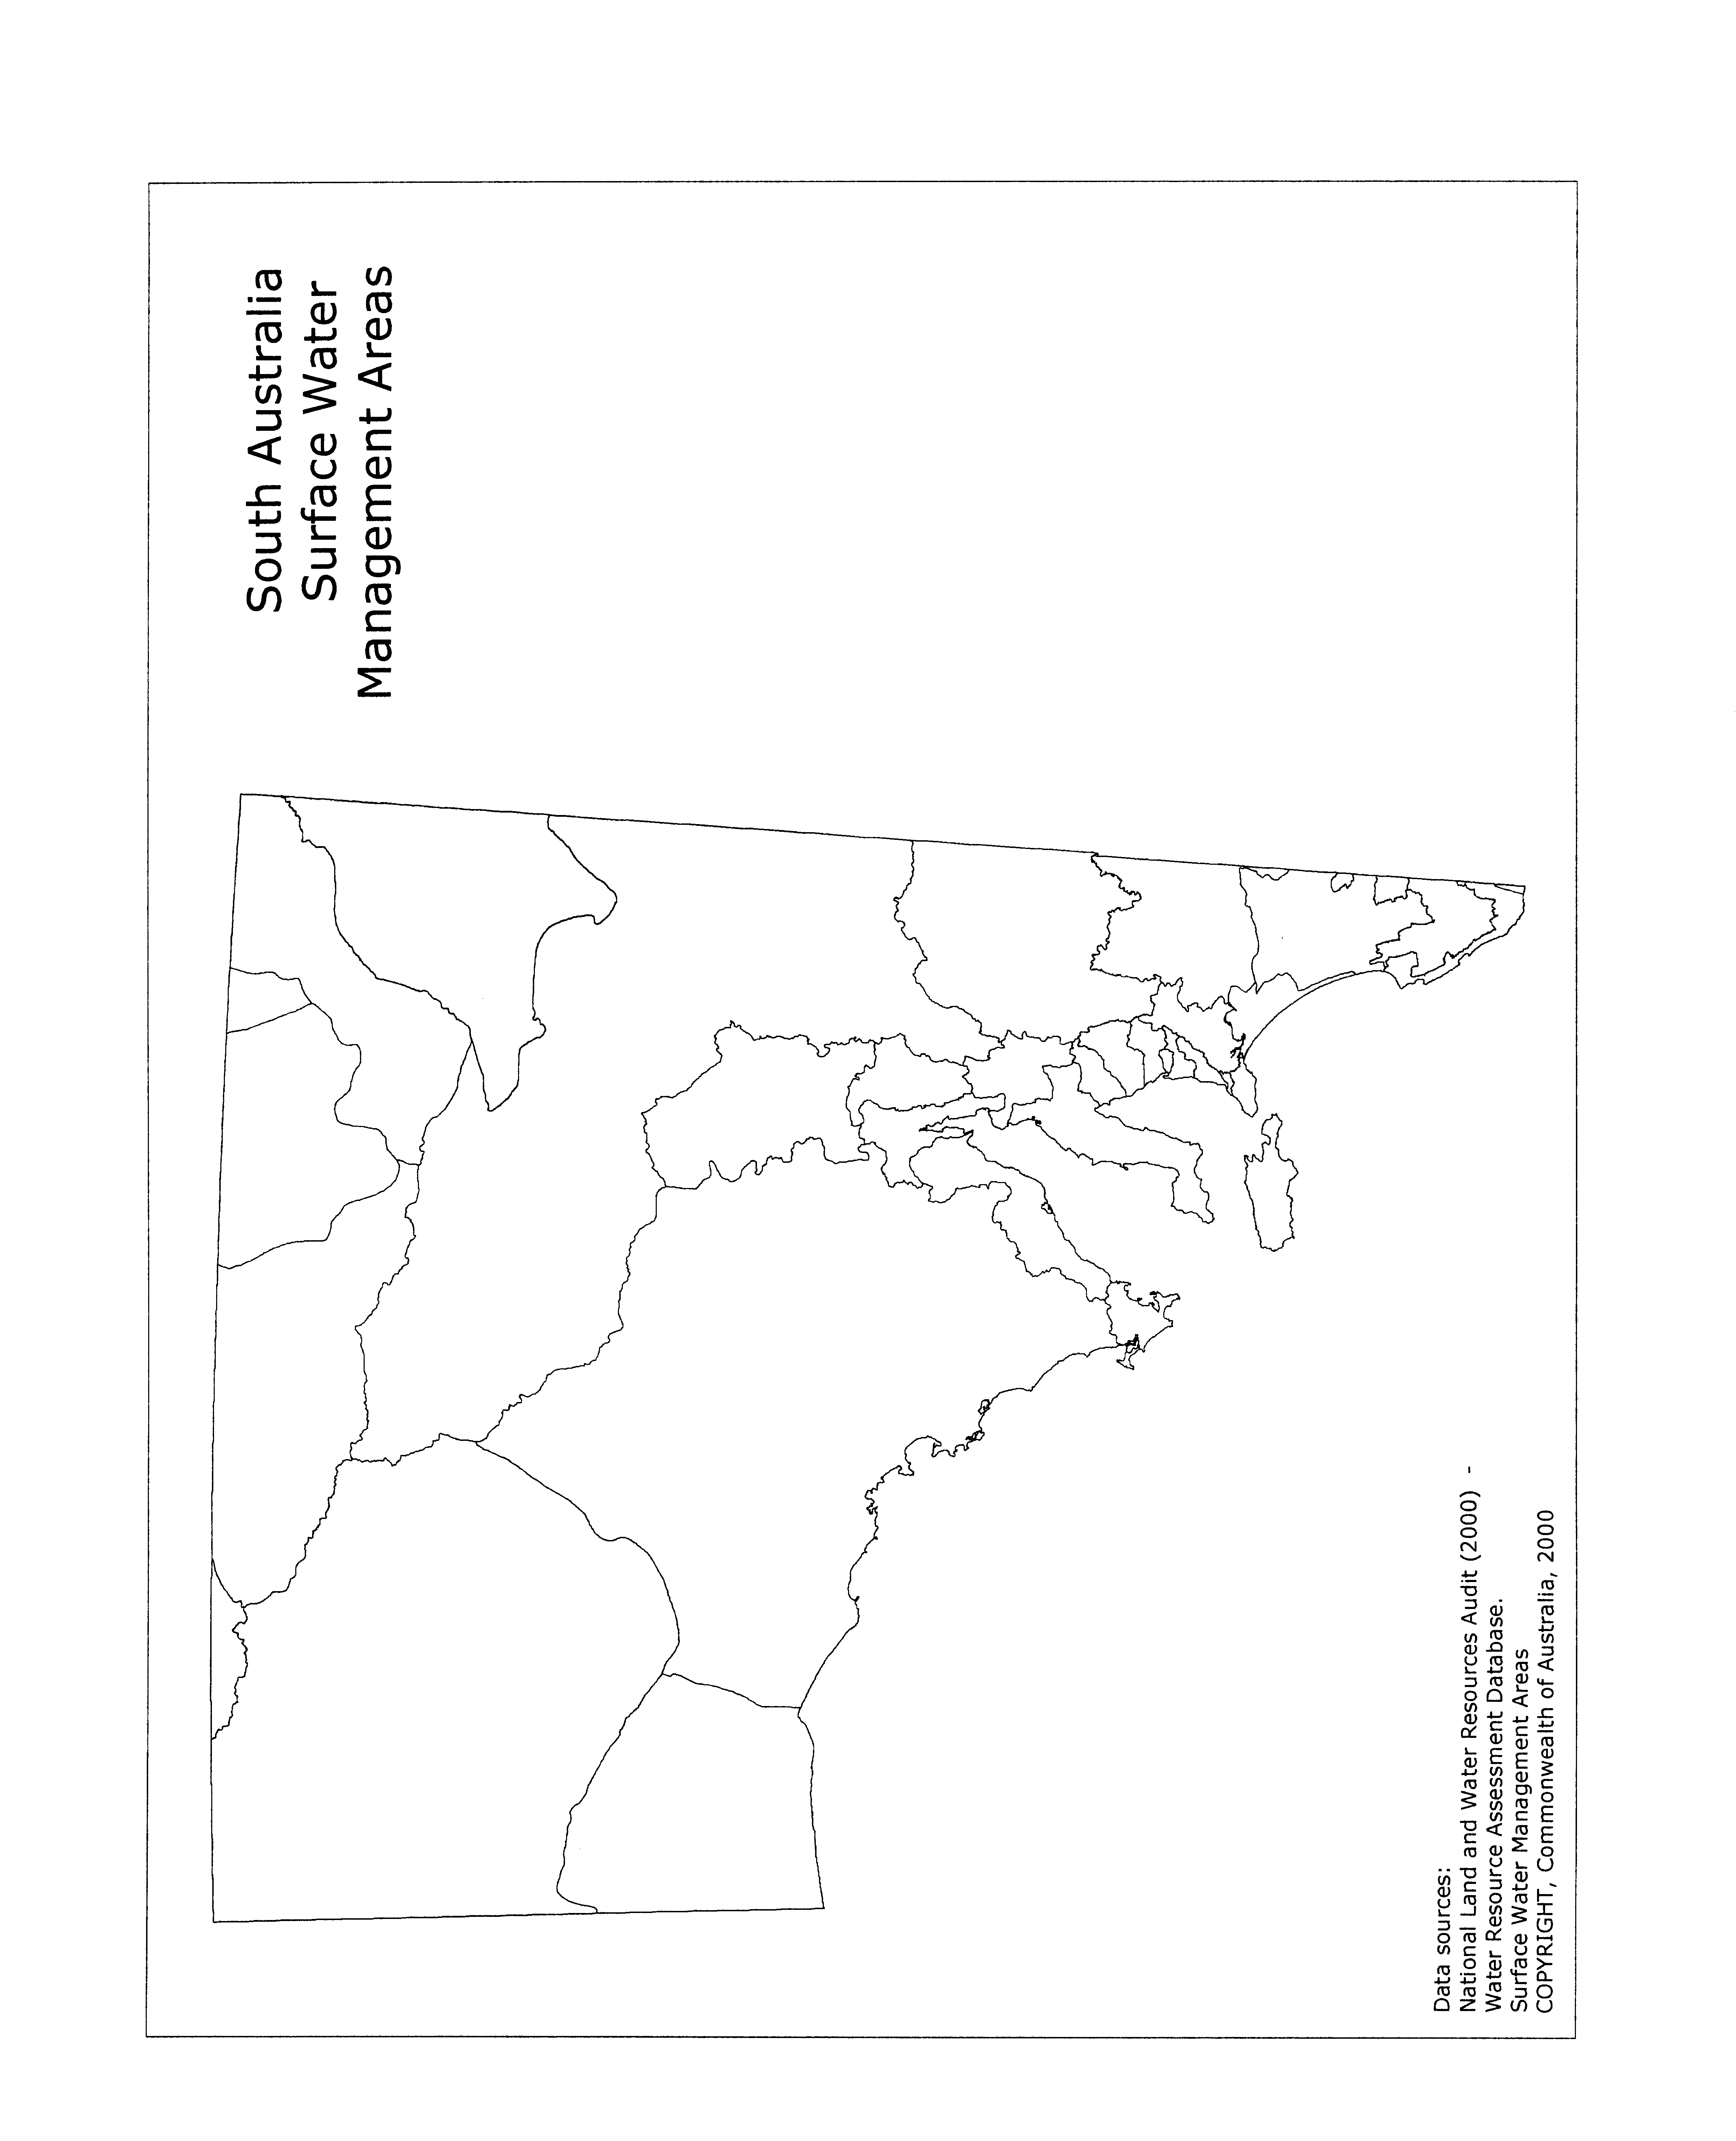 South Australia
Surface Water
Management Areas
Data sources:
National Land and Water Resources Audit (2000) -
Water Resource Assessment Database.
Surface Water Management Areas
COPYRIGHT, Commonwealth of Australia, 2000